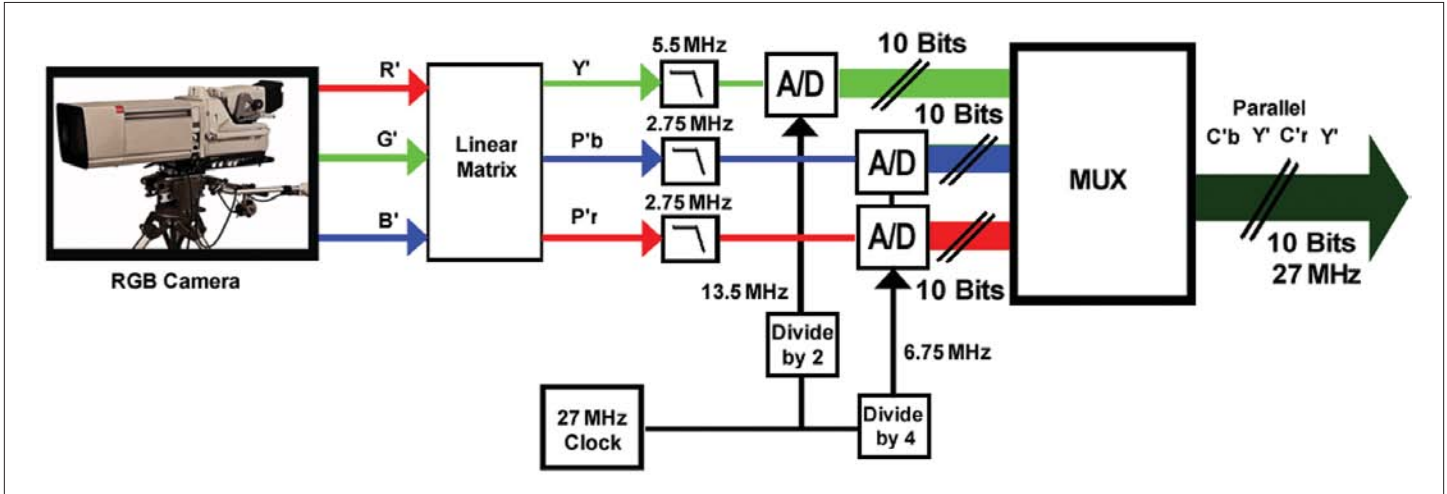 R'
G'
B'
RGB Camera
Linear
Matrix
Y'
P'b
P'r
5.5 MHz
2.75 MHz
2.75 MHz
A/D
A/D
A/D
10 Bits
10 Bits
10 Bits
13.5 MHz
6.75 MHz
Divide
by 2
Divide
by 4
27 MHz
Clock
MUX
Parallel
C'b Y' C'r Y'
10 Bits
27 MHz